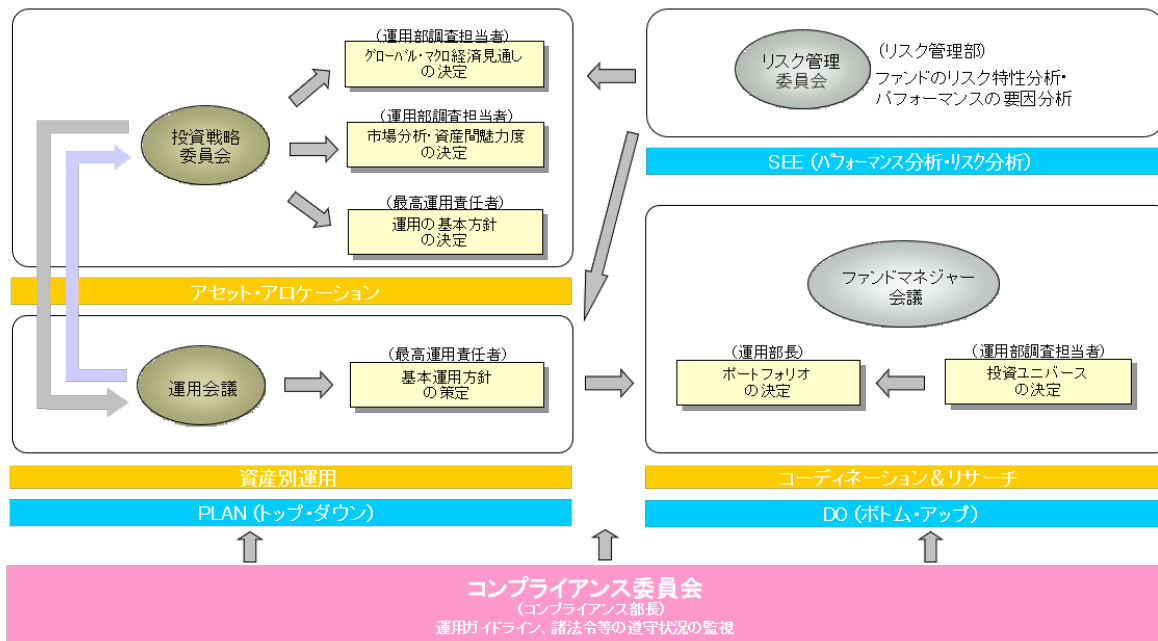 (運用部調査担当者)
グローバル・マクロ経済見通し
の決定
投資戦略
委員会
(運用部調査担当者)
市場分析・資産間魅力度
の決定
(最高運用責任者)
運用の基本方針
の決定
アセット・アロケーション
運用会議
(最高運用責任者)
基本運用方針
の策定
資産別運用
PLAN (トップ・ダウン)
リスク管理
委員会
(リスク管理部)
ファンドのリスク特性分析・
パフォーマンスの要因分析
SEE (パフォーマンス分析・リスク分析)
ファンドマネジャー
会議
(運用部長)
ポートフォリオ
の決定
(運用部調査担当者)
投資ユニバース
の決定
コーディネーション&リサーチ
DO (ボトム・アップ)
コンプライアンス委員会
(コンプライアンス部長)
運用ガイドライン、諸法令等の遵守状況の監視